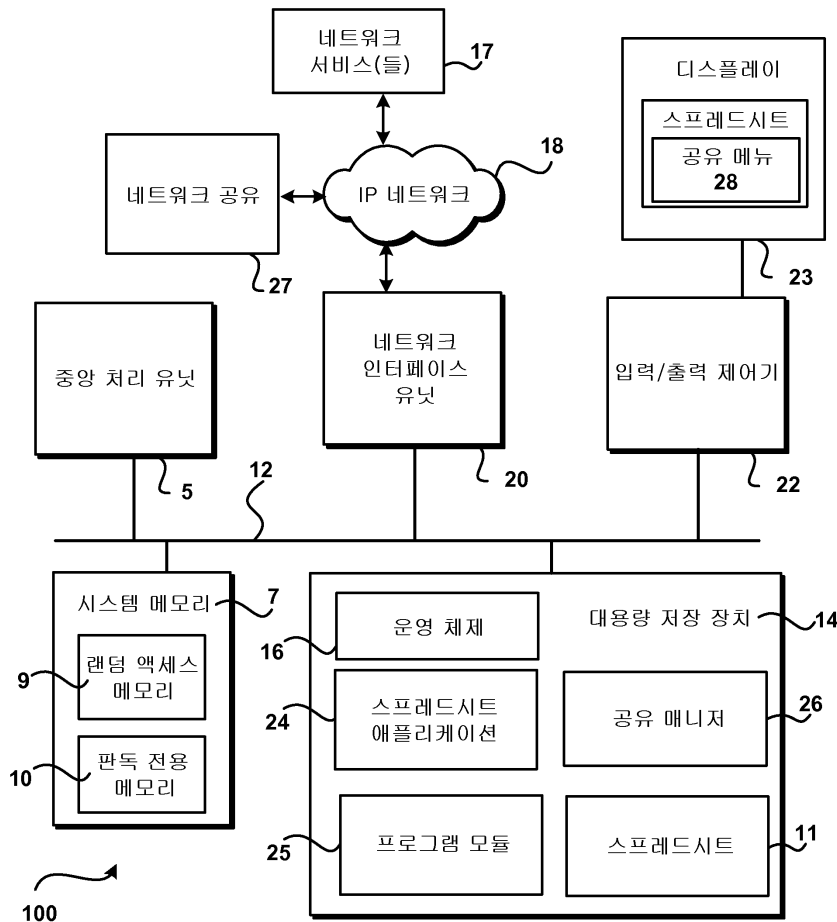 네트워크
서비스(들)
17
디스플레이
스프레드시트
공유 메뉴
28
23
18
IP 네트워크
네트워크 공유
27
중앙 처리 유닛
5
네트워크
인터페이스
유닛
20
입력/출력 제어기
22
12
시스템 메모리
7
랜덤 액세스
메모리
9
판독 전용
메모리
10
운영 체제
16
대용량 저장 장치
14
스프레드시트
애플리케이션
24
공유 매니저
26
프로그램 모듈
25
스프레드시트
11
100